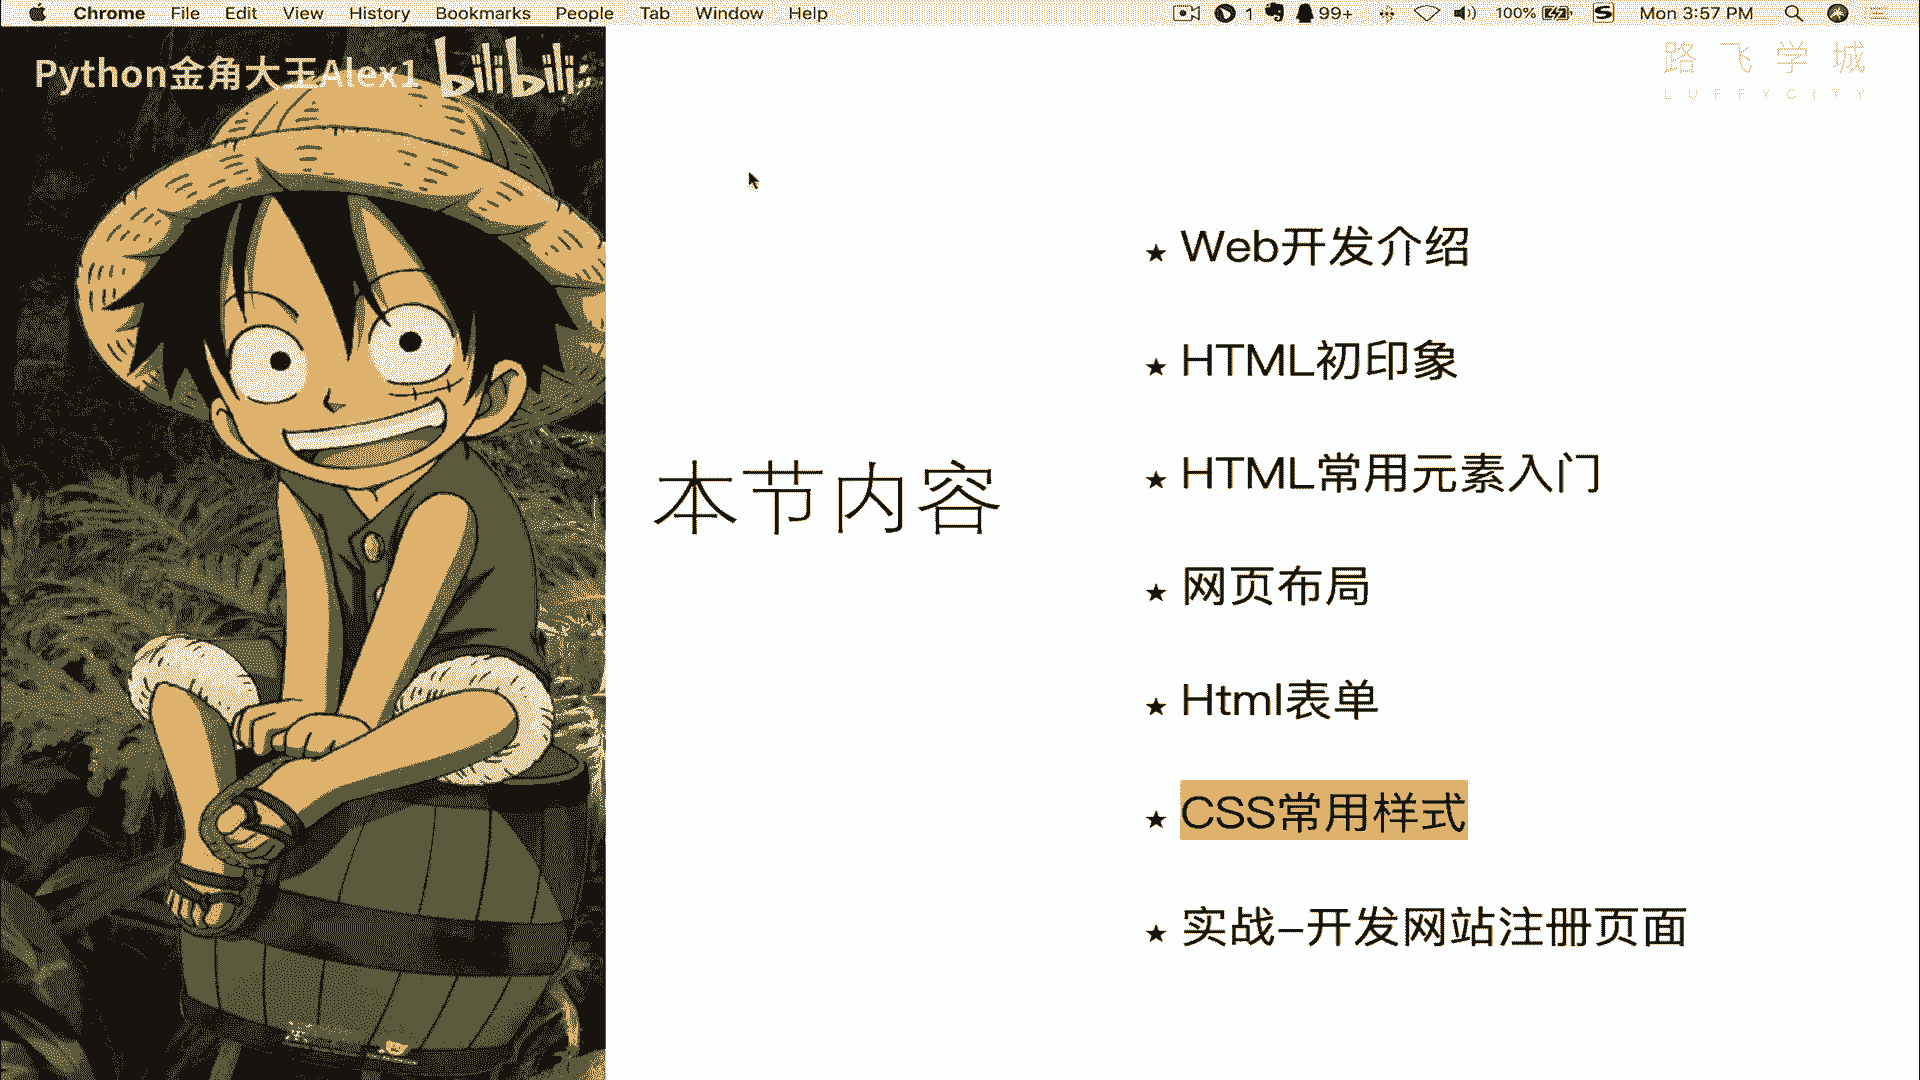 Chrome File Edit View History Bookmarks People Tab Window Help 1 99+ 100% Mon 3:57 PM
Python金角大王Alex1 bilibili
路飞学城
LUFFYCITY
本节内容
★ Web开发介绍
★ HTML初印象
★ HTML常用元素入门
★ 网页布局
★ Html表单
★ CSS常用样式
★ 实战–开发网站注册页面